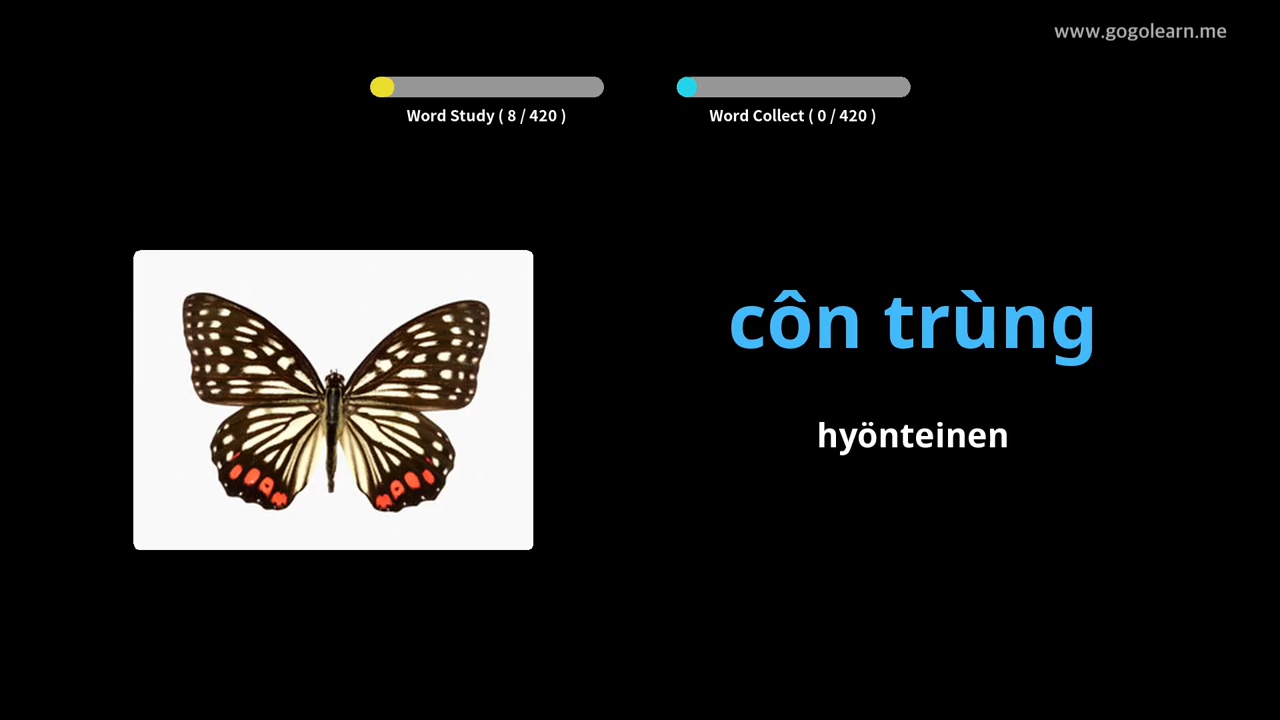 www.gogolearn.me
Word Study ( 8 / 420 )
Word Collect ( 0 / 420 )
côn trùng
hyönteinen